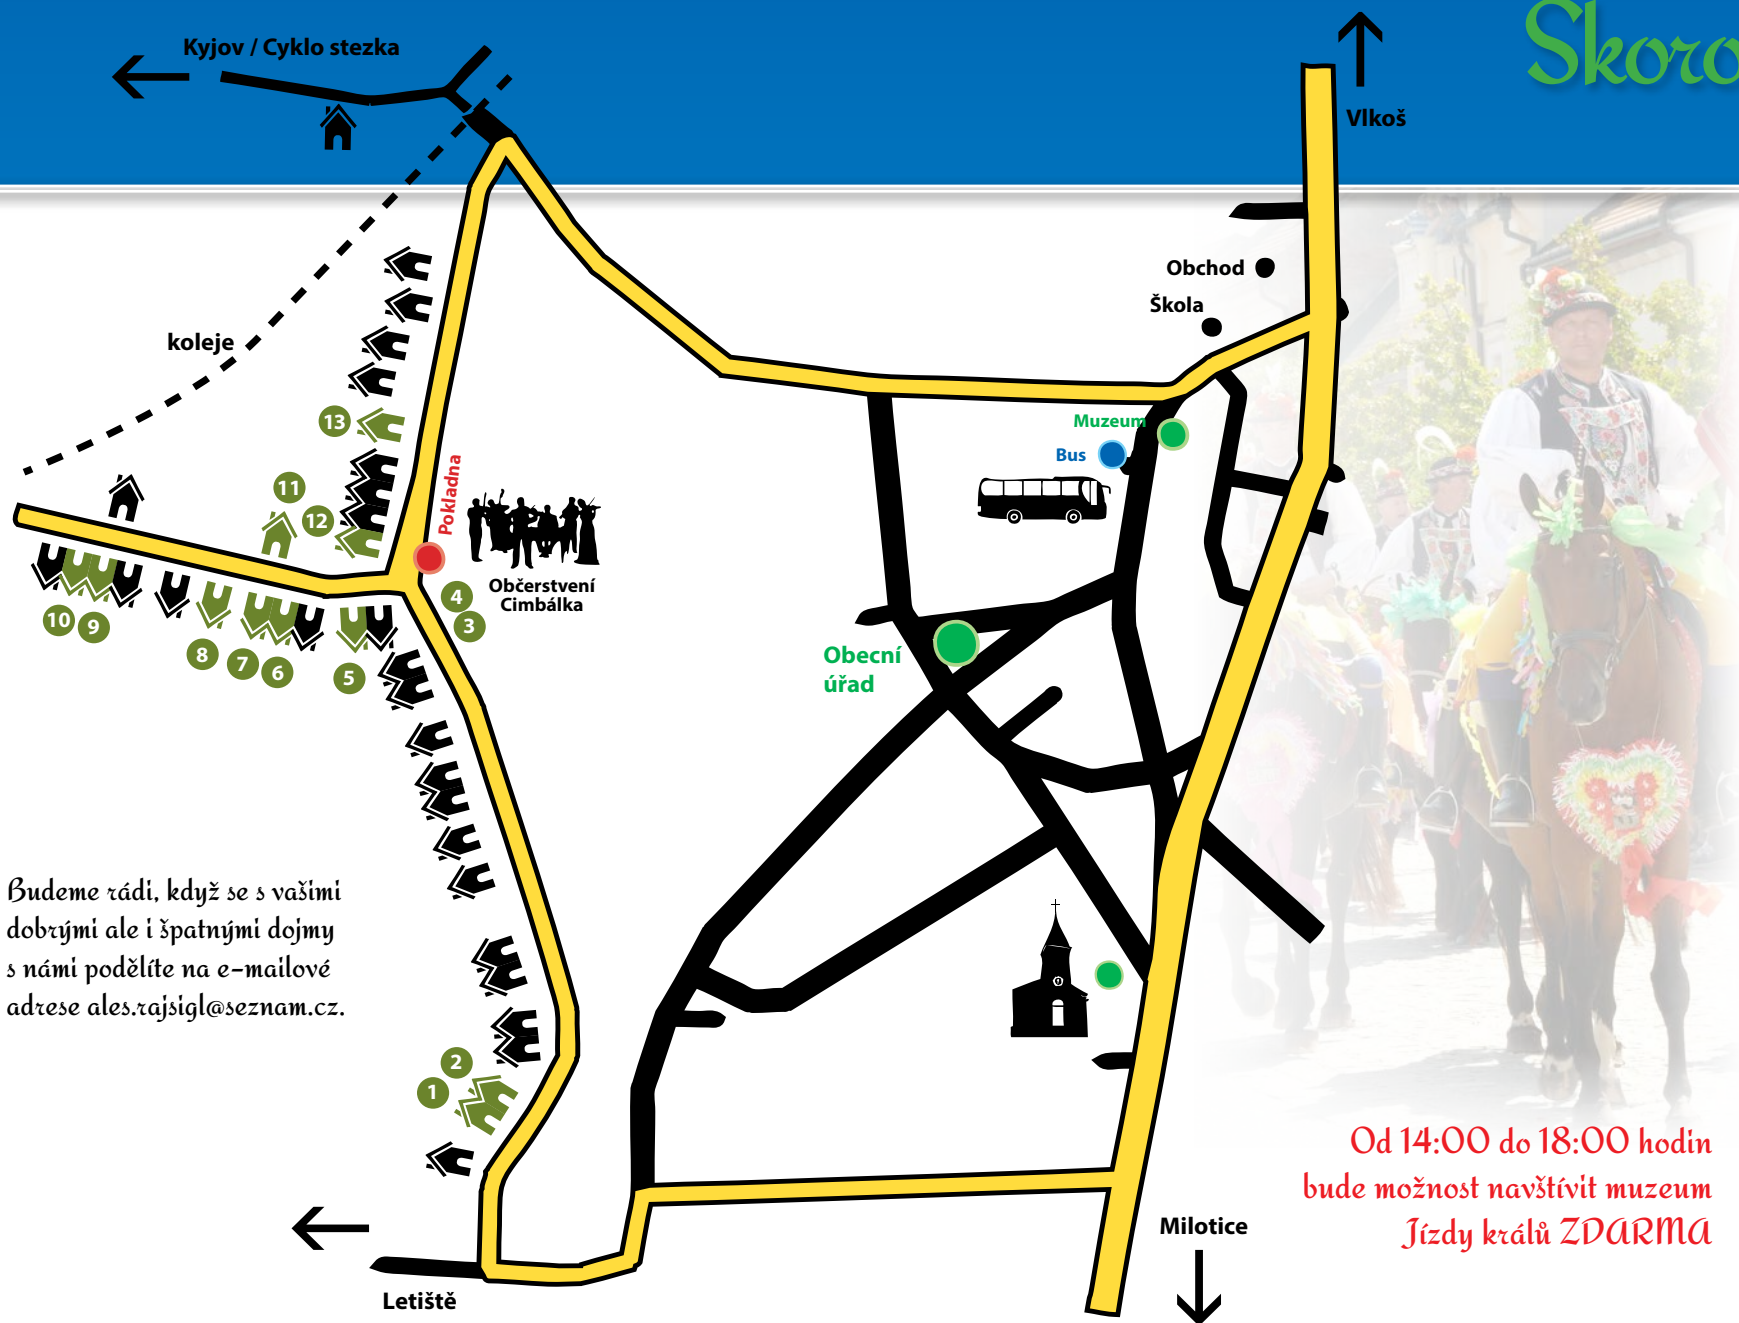 Kyjov / Cyklo stezka
Skoro
Vlkoš
Obchod
Škola
koleje
13
Muzeum
Bus
Pokladna
11
12
Občerstvení
Cimbálka
4
3
10
9
8
7
6
5
Obecní
úřad
Budeme rádi, když se s vašimi
dobrými ale i špatnými dojmy
s námi podělíte na e-mailové
adrese ales.rajsigl@seznam.cz.
2
1
Od 14:00 do 18:00 hodin
bude možnost navštívit muzeum
Jízdy králů ZDARMA
Milotice
Letiště